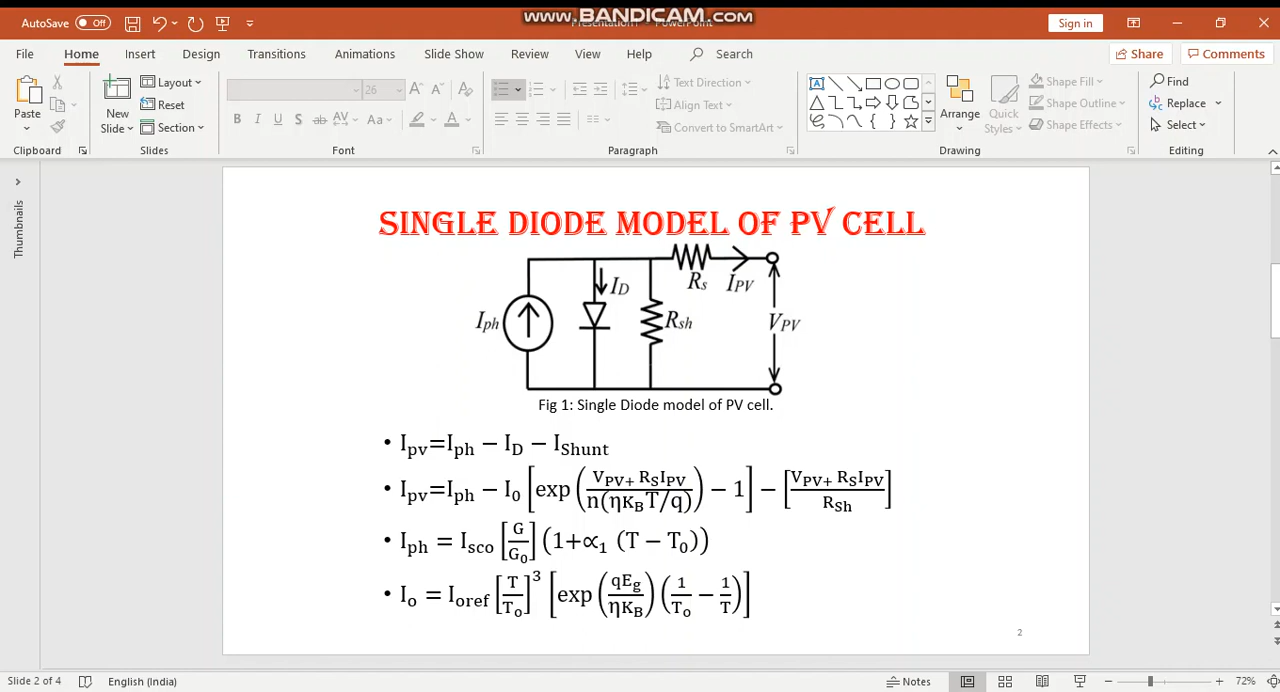 www.BANDICAM.com
AutoSave Off
Sign in
File Home Insert Design Transitions Animations Slide Show Review View Help Search Share Comments
Paste
Clipboard
New Slide
Layout
Reset
Section
Slides
26
Font
Text Direction
Align Text
Convert to SmartArt
Paragraph
Arrange
Quick Styles
Shape Fill
Shape Outline
Shape Effects
Drawing
Find
Replace
Select
Editing
Thumbnails
SINGLE DIODE MODEL OF PV CELL
I_D
R_s
I_PV
I_ph
R_sh
V_PV
Fig 1: Single Diode model of PV cell.
• I_pv=I_ph − I_D − I_Shunt
• I_pv=I_ph − I_0 [exp((V_PV+ R_S I_PV)/(n(ηK_B T/q))) − 1] − [(V_PV+ R_S I_PV)/R_Sh]
• I_ph = I_sco [G/G_0] (1+∝_1 (T − T_0))
• I_o = I_oref [T/T_o]^3 [exp(qE_g/ηK_B)(1/T_o − 1/T)]
2
Slide 2 of 4 English (India) Notes 72%